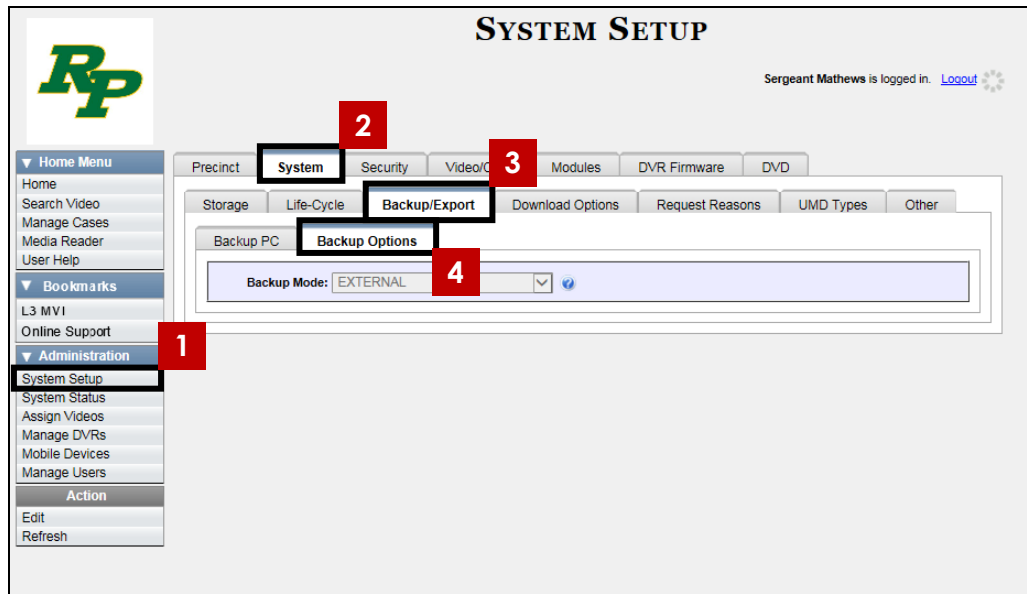 SYSTEM SETUP
RP
Sergeant Mathews is logged in. Logout
2
▼ Home Menu
Precinct System Security Video/ 3 Modules DVR Firmware DVD
Home
Search Video
Storage Life-Cycle Backup/Export Download Options Request Reasons UMD Types Other
Manage Cases
Media Reader
Backup PC Backup Options
User Help
4
Backup Mode: EXTERNAL
▼ Bookmarks
L3 MVI
Online Support
1
▼ Administration
System Setup
System Status
Assign Videos
Manage DVRs
Mobile Devices
Manage Users
Action
Edit
Refresh